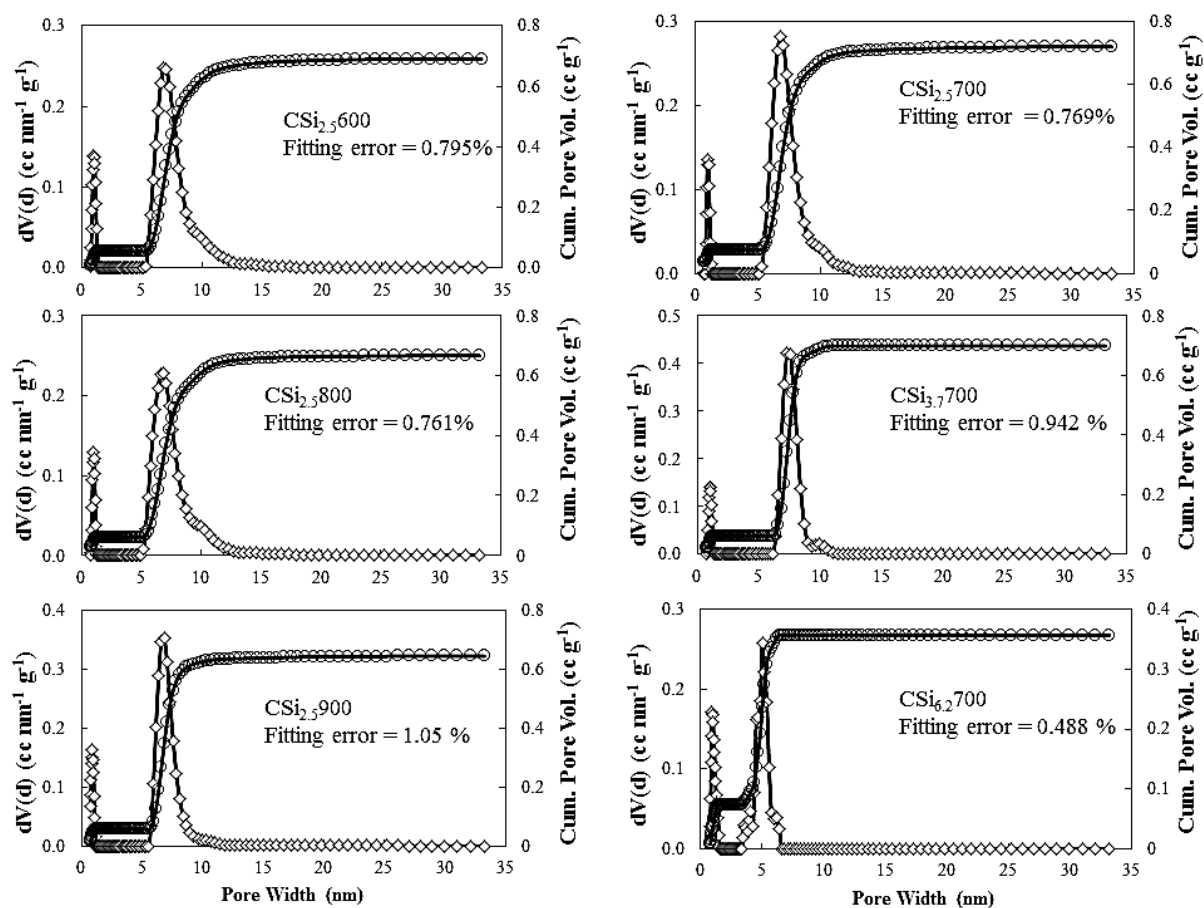 0.3
0.2
0.1
0.0
dV(d) (cc nm⁻¹ g⁻¹)
CSi₂.₅600
Fitting error = 0.795%
0.8
0.6
0.4
0.2
0.0
Cum. Pore Vol. (cc g⁻¹)
0 5 10 15 20 25 30 35
0.3
0.2
0.1
0.0
dV(d) (cc nm⁻¹ g⁻¹)
CSi₂.₅700
Fitting error = 0.769%
0.8
0.6
0.4
0.2
0
Cum. Pore Vol. (cc g⁻¹)
0 5 10 15 20 25 30 35
0.3
0.2
0.1
0.0
dV(d) (cc nm⁻¹ g⁻¹)
CSi₂.₅800
Fitting error = 0.761%
0.8
0.6
0.4
0.2
0
Cum. Pore Vol. (cc g⁻¹)
0 5 10 15 20 25 30 35
0.5
0.4
0.3
0.2
0.1
0.0
dV(d) (cc nm⁻¹ g⁻¹)
CSi₃.₇700
Fitting error = 0.942 %
0.8
0.6
0.4
0.2
0
Cum. Pore Vol. (cc g⁻¹)
0 5 10 15 20 25 30 35
0.4
0.3
0.2
0.1
0.0
dV(d) (cc nm⁻¹ g⁻¹)
CSi₂.₅900
Fitting error = 1.05 %
0.8
0.6
0.4
0.2
0
Cum. Pore Vol. (cc g⁻¹)
0 5 10 15 20 25 30 35
Pore Width (nm)
0.3
0.2
0.1
0.0
dV(d) (cc nm⁻¹ g⁻¹)
CSi₆.₂700
Fitting error = 0.488 %
0.4
0.3
0.2
0.1
0
Cum. Pore Vol. (cc g⁻¹)
0 5 10 15 20 25 30 35
Pore Width (nm)